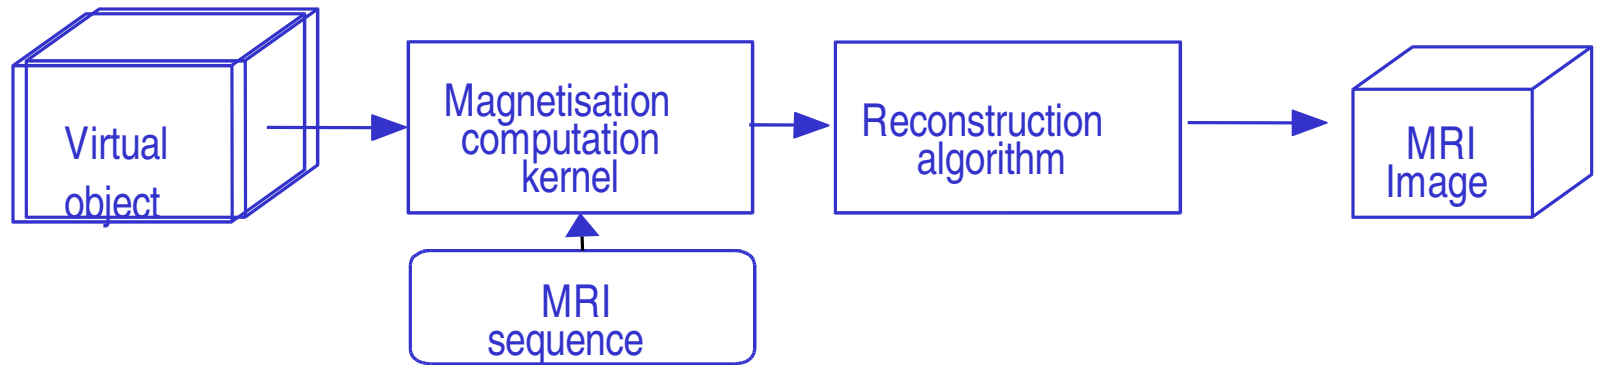 Virtual
object
Magnetisation
computation
kernel
MRI
sequence
Reconstruction
algorithm
MRI
Image